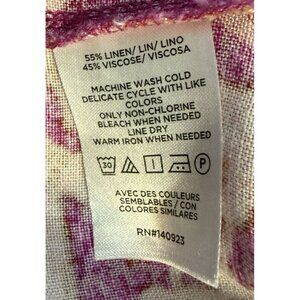 55% LINEN/ LIN/ LINO
45% VISCOSE/ VISCOSA
MACHINE WASH COLD
DELICATE CYCLE WITH LIKE
COLORS
ONLY NON-CHLORINE
BLEACH WHEN NEEDED
LINE DRY
WARM IRON WHEN NEEDED
30 P
AVEC DES COULEURS
SEMBLABLES / CON
COLORES SIMILARES
RN#140923